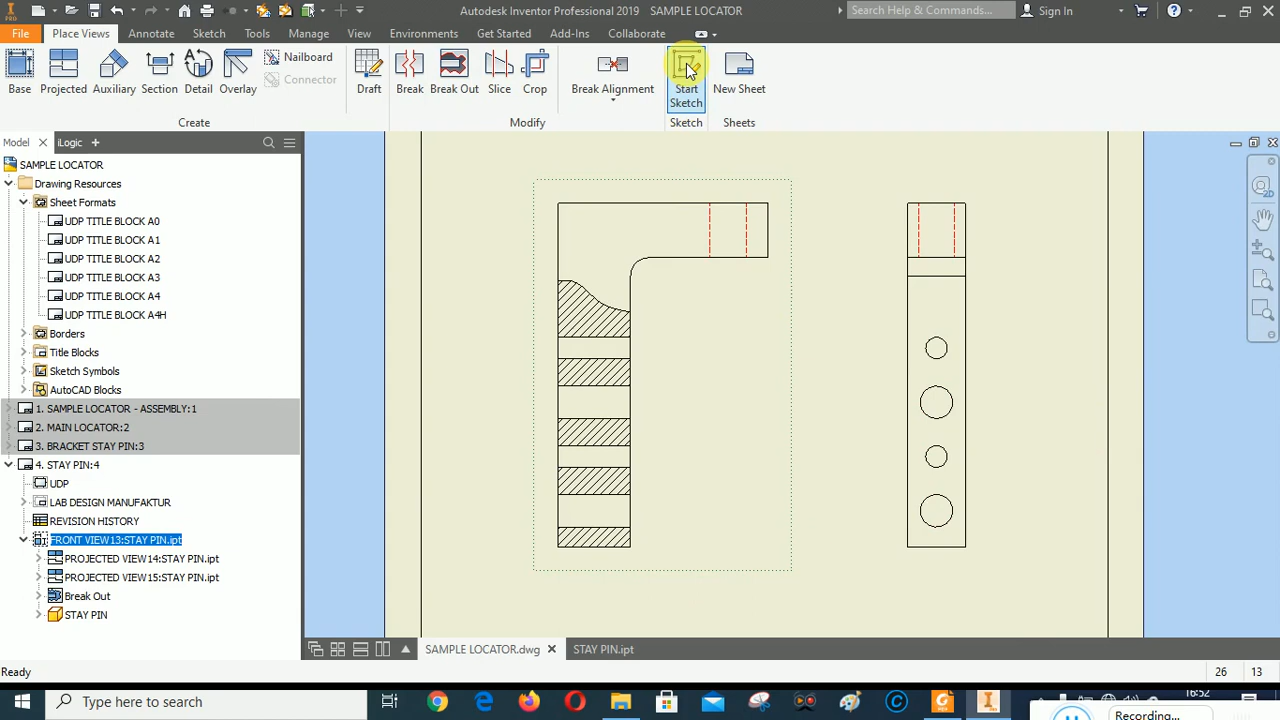 PRO
Autodesk Inventor Professional 2019 SAMPLE LOCATOR
Search Help & Commands...
Sign In
File Place Views Annotate Sketch Tools Manage View Environments Get Started Add-Ins Collaborate
Base
Projected
Auxiliary
Section
Detail
Overlay
Nailboard
Connector
Draft
Break
Break Out
Slice
Crop
Break Alignment
Start
Sketch
New Sheet
Create
Modify
Sketch
Sheets
Model
iLogic
SAMPLE LOCATOR
Drawing Resources
Sheet Formats
UDP TITLE BLOCK A0
UDP TITLE BLOCK A1
UDP TITLE BLOCK A2
UDP TITLE BLOCK A3
UDP TITLE BLOCK A4
UDP TITLE BLOCK A4H
Borders
Title Blocks
Sketch Symbols
AutoCAD Blocks
1. SAMPLE LOCATOR - ASSEMBLY:1
2. MAIN LOCATOR:2
3. BRACKET STAY PIN:3
4. STAY PIN:4
UDP
LAB DESIGN MANUFAKTUR
REVISION HISTORY
FRONT VIEW13:STAY PIN.ipt
PROJECTED VIEW14:STAY PIN.ipt
PROJECTED VIEW15:STAY PIN.ipt
Break Out
STAY PIN
SAMPLE LOCATOR.dwg
STAY PIN.ipt
Ready
26 13
Type here to search
16:52
Recording...